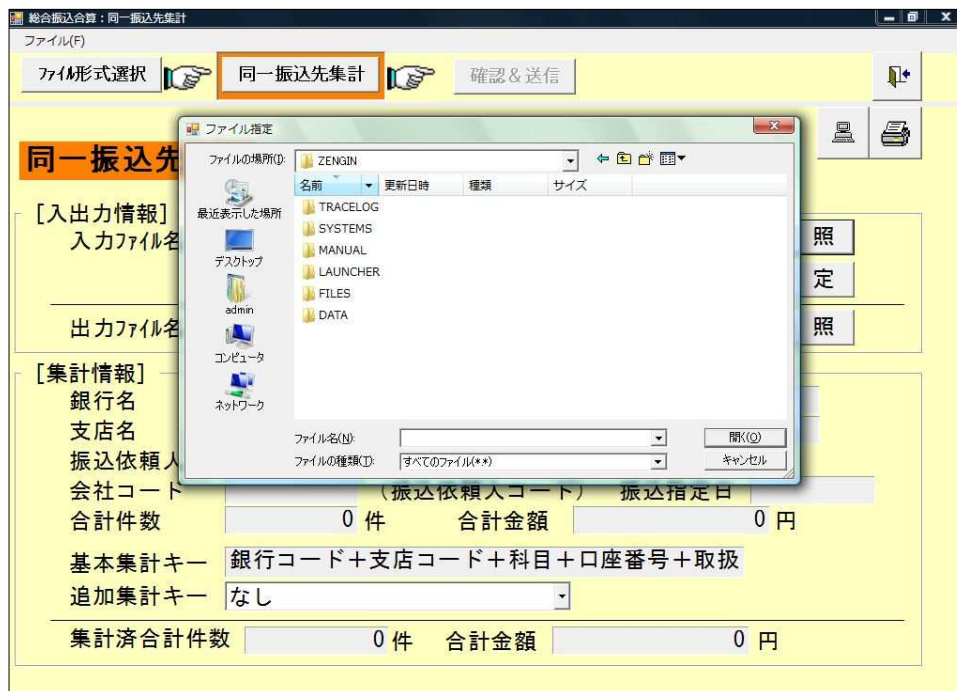 総合振込合算：同一振込先集計
ファイル(F)
ﾌｧｲﾙ形式選択 同一振込先集計 確認＆送信
ファイル指定
同一振込先
ファイルの場所(I): ZENGIN
名前 更新日時 種類 サイズ
最近表示した場所
デスクトップ
admin
コンピュータ
ネットワーク
TRACELOG
SYSTEMS
MANUAL
LAUNCHER
FILES
DATA
ファイル名(N): 開く(O)
ファイルの種類(T): すべてのファイル(*.*) キャンセル
[入出力情報]
入力ﾌｧｲﾙ名 照
定
出力ﾌｧｲﾙ名 照
[集計情報]
銀行名
支店名
振込依頼人
会社コード （振込依頼人コード） 振込指定日
合計件数 0 件 合計金額 0 円
基本集計キー 銀行コード＋支店コード＋科目＋口座番号＋取扱
追加集計キー なし
集計済合計件数 0 件 合計金額 0 円